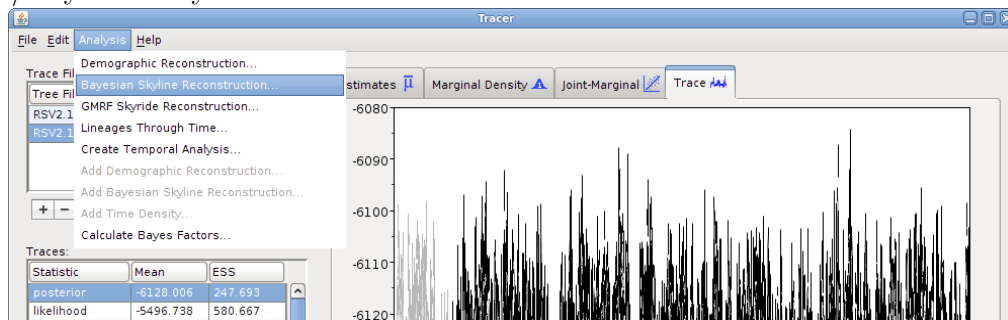 Tracer
File Edit Analysis Help
Demographic Reconstruction...
Bayesian Skyline Reconstruction...
GMRF Skyride Reconstruction...
Lineages Through Time...
Create Temporal Analysis...
Add Demographic Reconstruction...
Add Bayesian Skyline Reconstruction...
Add Time Density...
Calculate Bayes Factors...
Trace Fil
Tree Fil
RSV2.1
RSV2.1
+ −
Traces:
Statistic Mean ESS
posterior -6128.006 247.693
likelihood -5496.738 580.667
stimates μ Marginal Density Joint-Marginal Trace
-6080
-6090
-6100
-6110
-6120